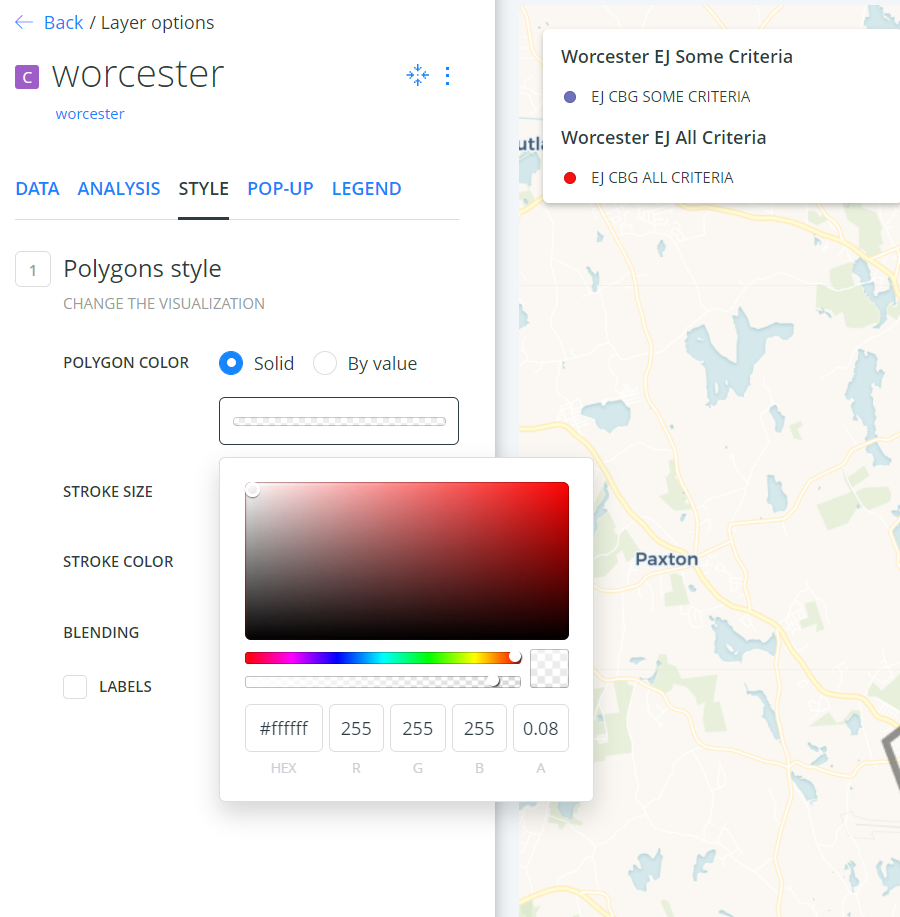 ← Back / Layer options
C worcester
worcester
DATA ANALYSIS STYLE POP-UP LEGEND
1 Polygons style
CHANGE THE VISUALIZATION
POLYGON COLOR Solid By value
STROKE SIZE
STROKE COLOR
BLENDING
LABELS
#ffffff 255 255 255 0.08
HEX R G B A
Worcester EJ Some Criteria
EJ CBG SOME CRITERIA
Worcester EJ All Criteria
EJ CBG ALL CRITERIA
Paxton